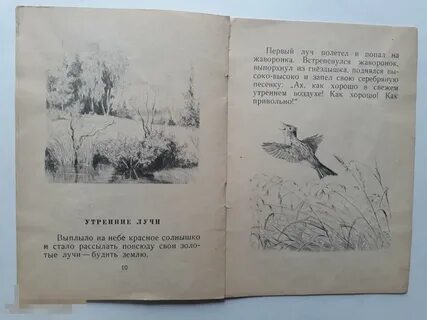 УТРЕННИЕ ЛУЧИ
Выплыло на небе красное солнышко
и стало рассылать повсюду свои золо-
тые лучи — будить землю.
10
Первый луч полетел и попал на
жаворонка. Встрепенулся жаворонок,
выпорхнул из гнёздышка, поднялся вы-
соко-высоко и запел свою серебряную
песенку: „Ах, как хорошо в свежем
утреннем воздухе! Как хорошо! Как
привольно!"